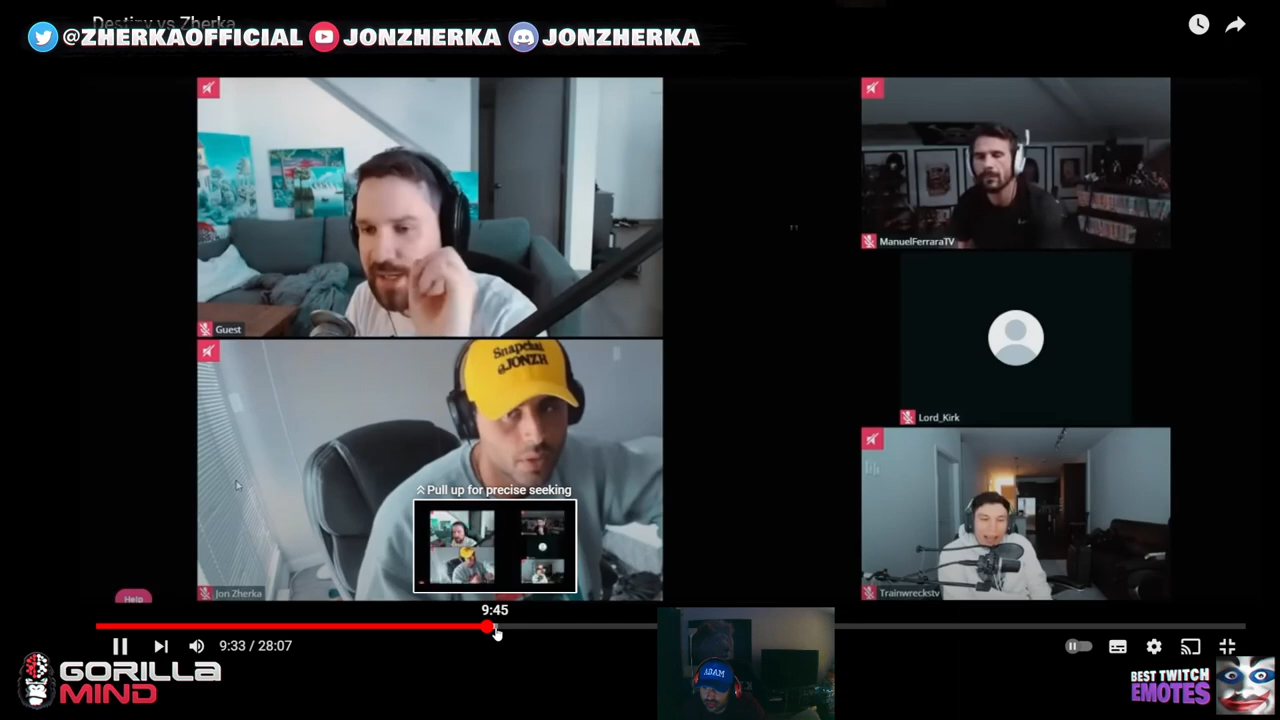 Destiny vs Zherka
@ZHERKAOFFICIAL JONZHERKA JONZHERKA
ManuelFerraraTV
Guest
Snapchat
@JONZH
Lord_Kirk
Pull up for precise seeking
Jon Zherka
Trainwreckstv
Help
9:45
9:33 / 28:07
ADAM
GORILLA
MIND
BEST TWITCH
EMOTES